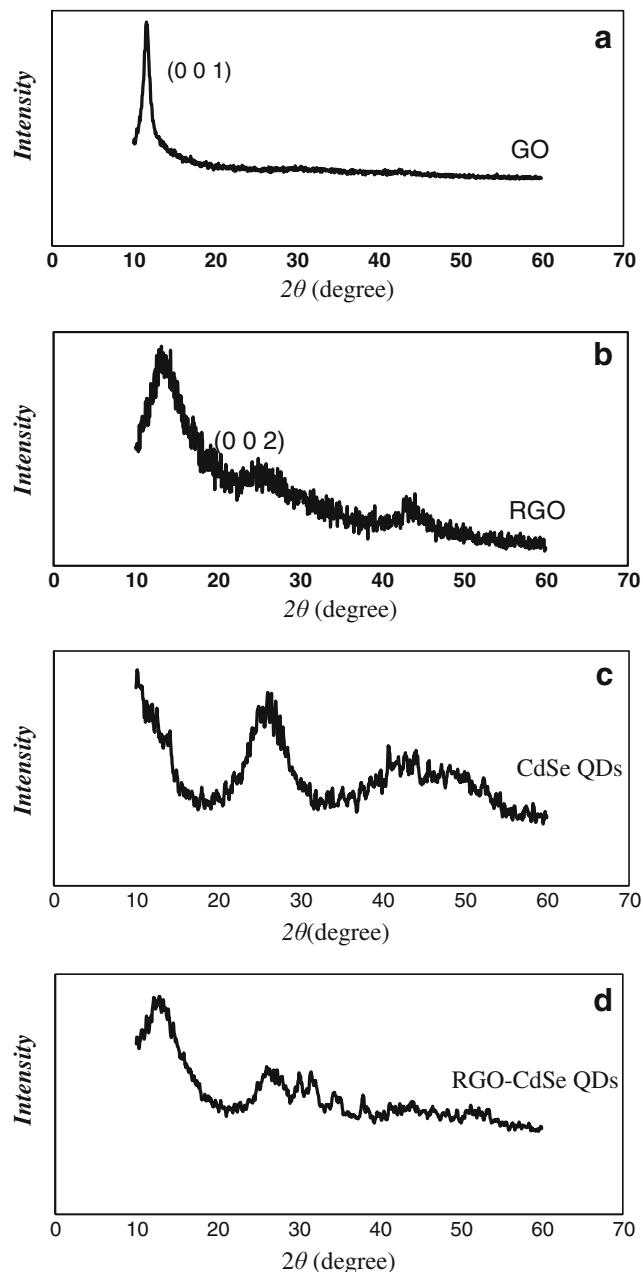 a
(0 0 1)
Intensity
GO
0 10 20 30 40 50 60 70
2θ (degree)
b
(0 0 2)
Intensity
RGO
0 10 20 30 40 50 60 70
2θ (degree)
c
Intensity
CdSe QDs
0 10 20 30 40 50 60 70
2θ(degree)
d
Intensity
RGO-CdSe QDs
0 10 20 30 40 50 60 70
2θ (degree)